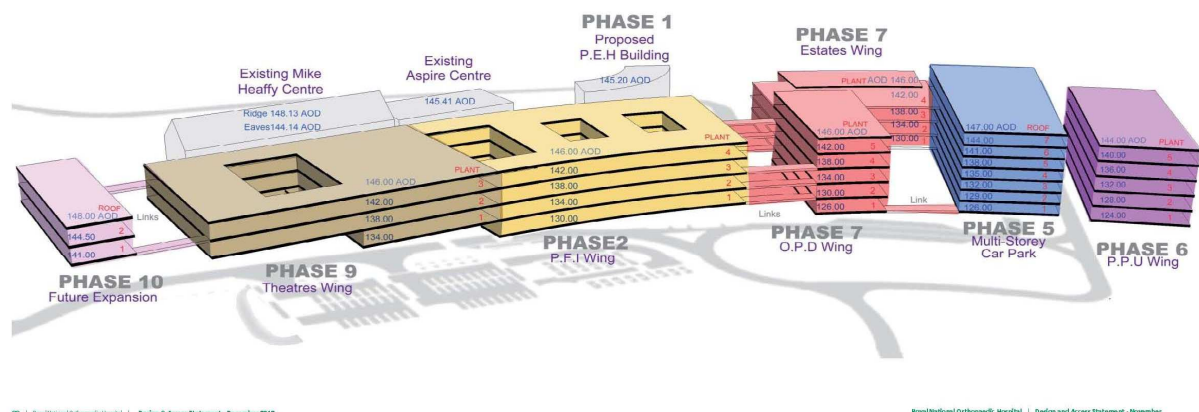 PHASE 1
Proposed
P.E.H Building
145.20 AOD
PHASE 7
Estates Wing
PLANT AOD 146.00
142.00 4
138.00 3
134.00 2
130.00 1
Existing Mike
Heaffy Centre
Ridge 148.13 AOD
Eaves144.14 AOD
Existing
Aspire Centre
145.41 AOD
ROOF
146.00 AOD
144.50 2
141.00 1
Links
PHASE 10
Future Expansion
PLANT
146.00 AOD 3
142.00 2
138.00 1
134.00
PHASE 9
Theatres Wing
PLANT
146.00 AOD 4
142.00 3
138.00 2
134.00 1
130.00
PHASE2
P.F.I Wing
Links
PLANT
146.00 AOD
142.00 5
138.00 4
134.00 3
130.00 2
126.00 1
PHASE 7
O.P.D Wing
Link
147.00 AOD ROOF
144.00 7
141.00 6
138.00 5
135.00 4
132.00 3
129.00 2
126.00 1
PHASE 5
Multi-Storey
Car Park
144.00 AOD PLANT
140.00 5
136.00 4
132.00 3
128.00 2
124.00 1
PHASE 6
P.P.U Wing
Royal National Orthopaedic Hospital | Design and Access Statement - November